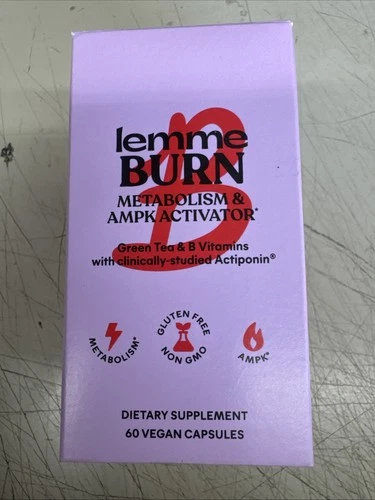 lemme
BURN
B
METABOLISM &
AMPK ACTIVATOR*
Green Tea & B Vitamins
with clinically-studied Actiponin®
METABOLISM*
GLUTEN FREE
NON GMO
AMPK*
DIETARY SUPPLEMENT
60 VEGAN CAPSULES